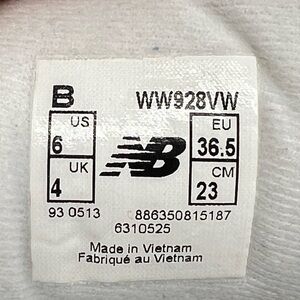 B WW928VW
US EU
6 36.5
UK CM
4 23
93 0513 886350815187
6310525
Made in Vietnam
Fabriqué au Vietnam